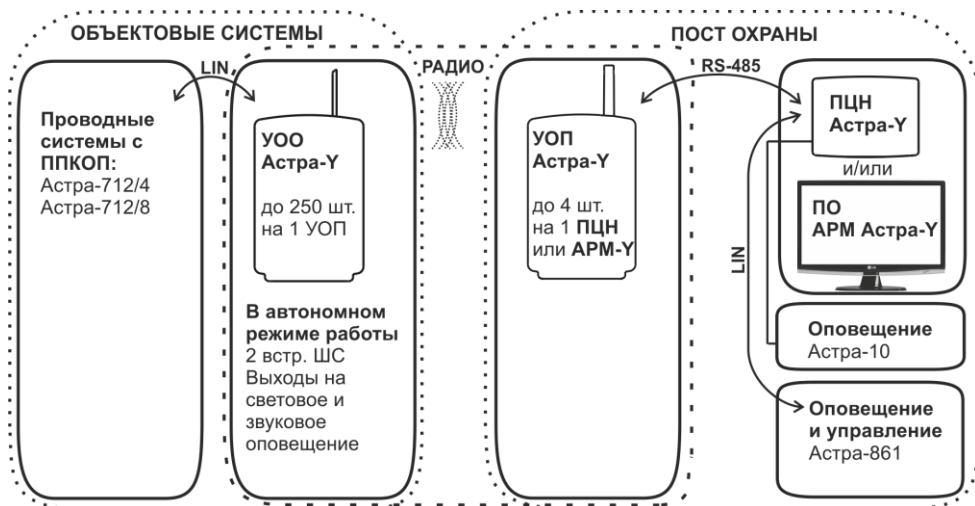 ОБЪЕКТОВЫЕ СИСТЕМЫ
ПОСТ ОХРАНЫ
LIN
РАДИО
RS-485
Проводные
системы с
ППКОП:
Астра-712/4
Астра-712/8
УОО
Астра-Y
до 250 шт.
на 1 УОП
В автономном
режиме работы
2 встр. ШС
Выходы на
световое и
звуковое
оповещение
УОП
Астра-Y
до 4 шт.
на 1 ПЦН
или АРМ-Y
ПЦН
Астра-Y
и/или
ПО
АРМ Астра-Y
LIN
Оповещение
Астра-10
Оповещение
и управление
Астра-861